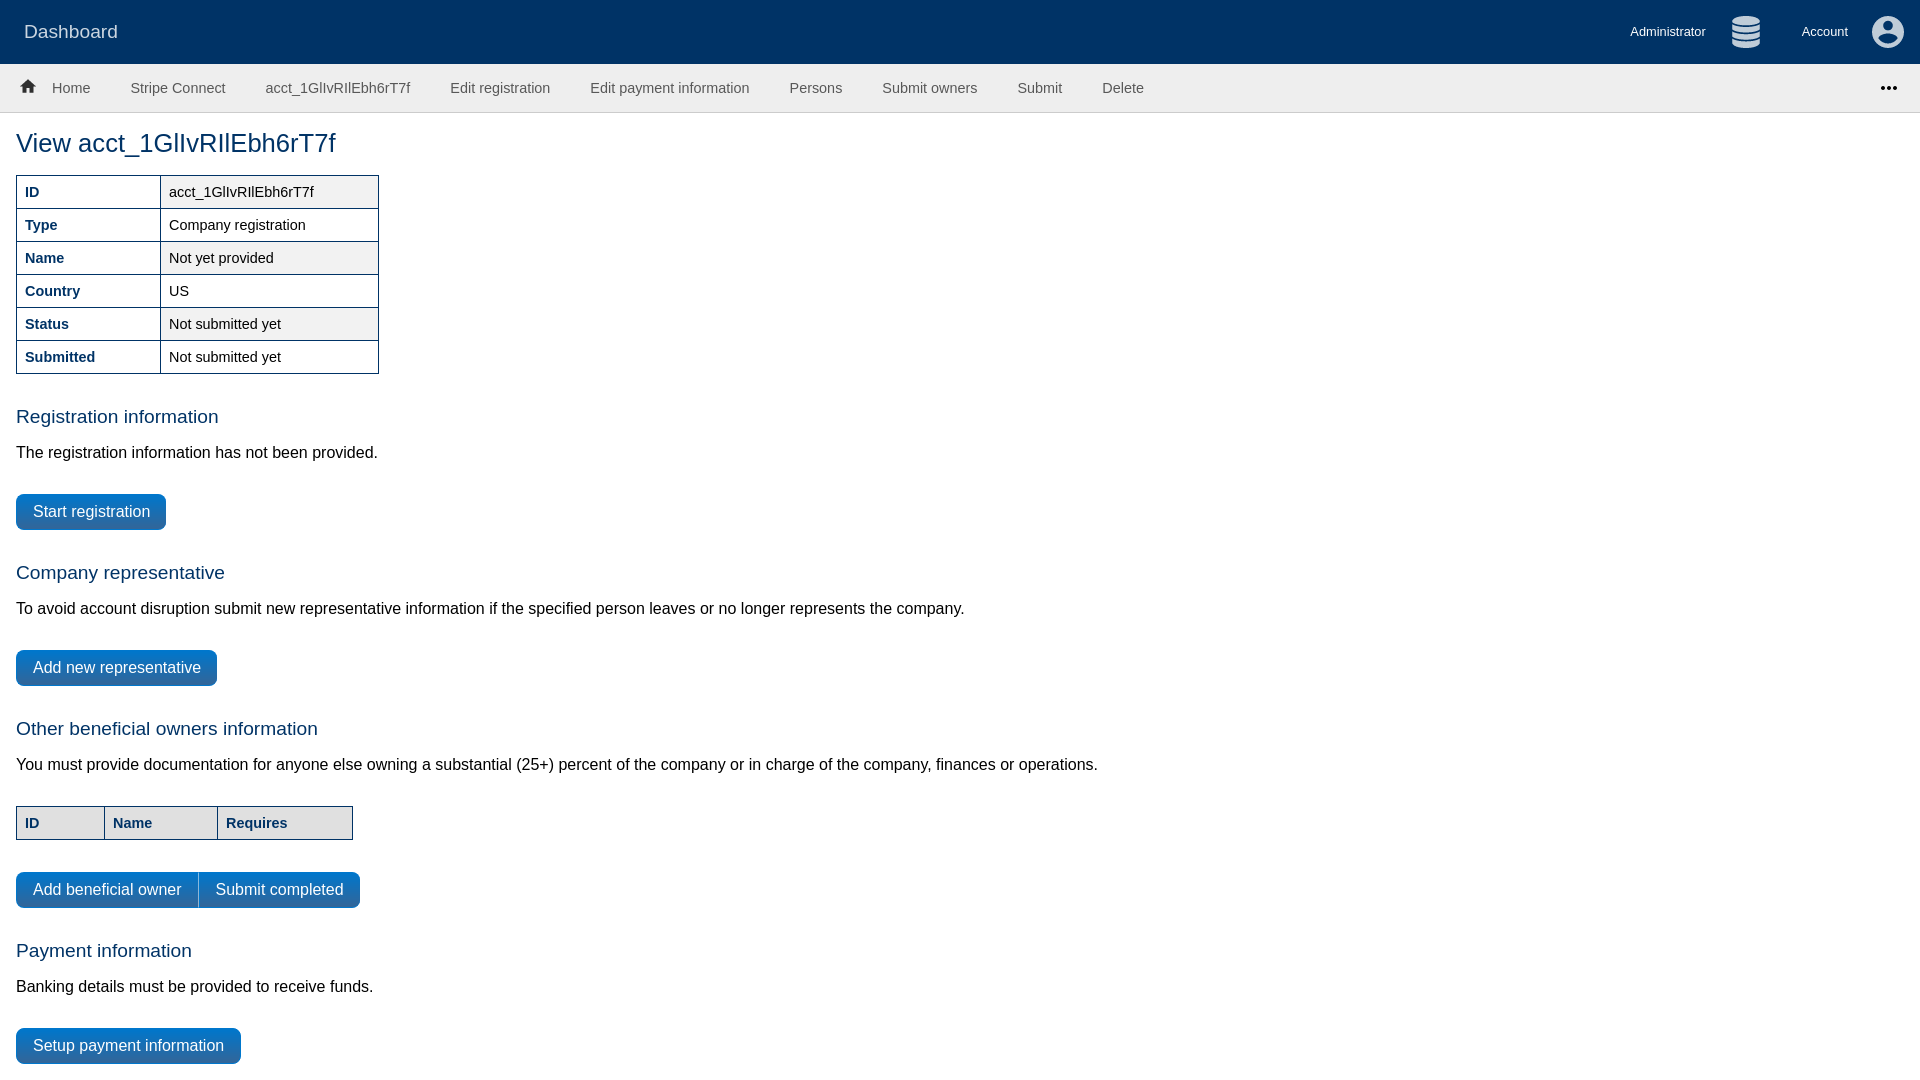 Dashboard
Administrator
Account
Home Stripe Connect acct_1GlIvRIlEbh6rT7f Edit registration Edit payment information Persons Submit owners Submit Delete
View acct_1GlIvRIlEbh6rT7f
ID acct_1GlIvRIlEbh6rT7f
Type Company registration
Name Not yet provided
Country US
Status Not submitted yet
Submitted Not submitted yet
Registration information
The registration information has not been provided.
Start registration
Company representative
To avoid account disruption submit new representative information if the specified person leaves or no longer represents the company.
Add new representative
Other beneficial owners information
You must provide documentation for anyone else owning a substantial (25+) percent of the company or in charge of the company, finances or operations.
ID Name Requires
Add beneficial owner Submit completed
Payment information
Banking details must be provided to receive funds.
Setup payment information